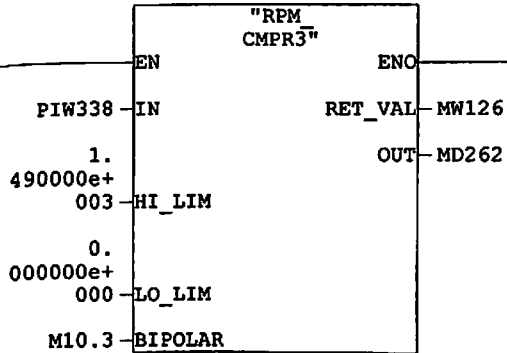 "RPM_
CMPR3"
EN ENO
PIW338 IN RET_VAL MW126
1. OUT MD262
490000e+
003 HI_LIM
0.
000000e+
000 LO_LIM
M10.3 BIPOLAR